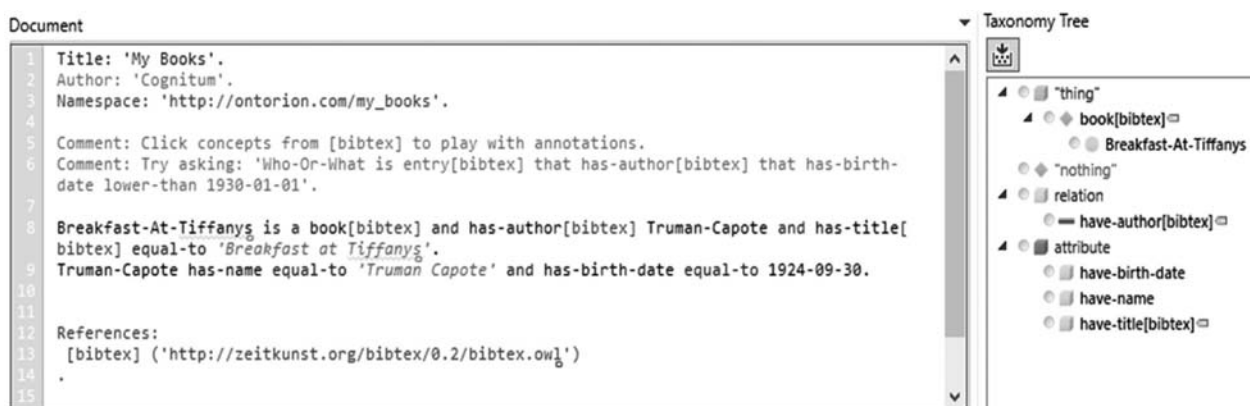 Document
1 Title: 'My Books'.
2 Author: 'Cognitum'.
3 Namespace: 'http://ontorion.com/my_books'.
4
5 Comment: Click concepts from [bibtex] to play with annotations.
6 Comment: Try asking: 'Who-Or-What is entry[bibtex] that has-author[bibtex] that has-birth-
date lower-than 1930-01-01'.
7
8 Breakfast-At-Tiffanys is a book[bibtex] and has-author[bibtex] Truman-Capote and has-title[
bibtex] equal-to 'Breakfast at Tiffanys'.
9 Truman-Capote has-name equal-to 'Truman Capote' and has-birth-date equal-to 1924-09-30.
10
11
12 References:
13 [bibtex] ('http://zeitkunst.org/bibtex/0.2/bibtex.owl')
14 .
15
Taxonomy Tree
"thing"
book[bibtex]
Breakfast-At-Tiffanys
"nothing"
relation
have-author[bibtex]
attribute
have-birth-date
have-name
have-title[bibtex]